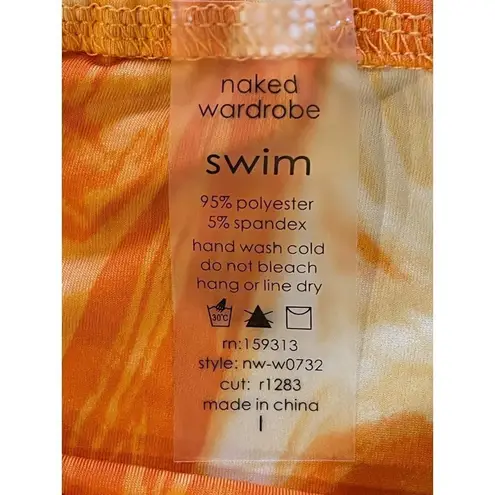 naked
wardrobe
swim
95% polyester
5% spandex
hand wash cold
do not bleach
hang or line dry
30°C
rn:159313
style: nw-w0732
cut: r1283
made in china
l